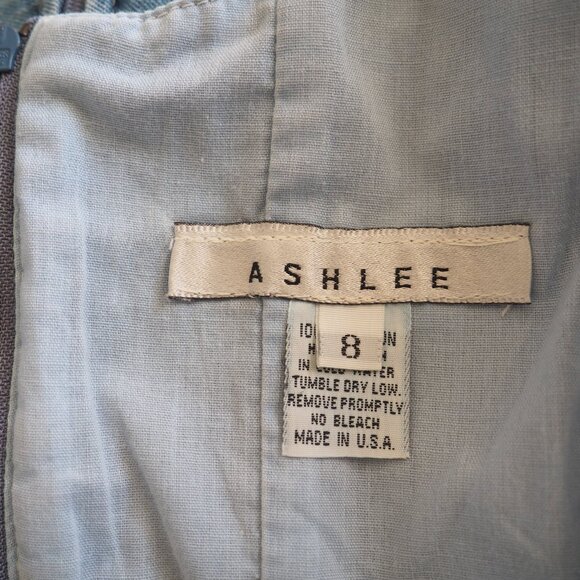 ASHLEE
8
IN COLD WATER
TUMBLE DRY LOW.
REMOVE PROMPTLY
NO BLEACH
MADE IN U.S.A.